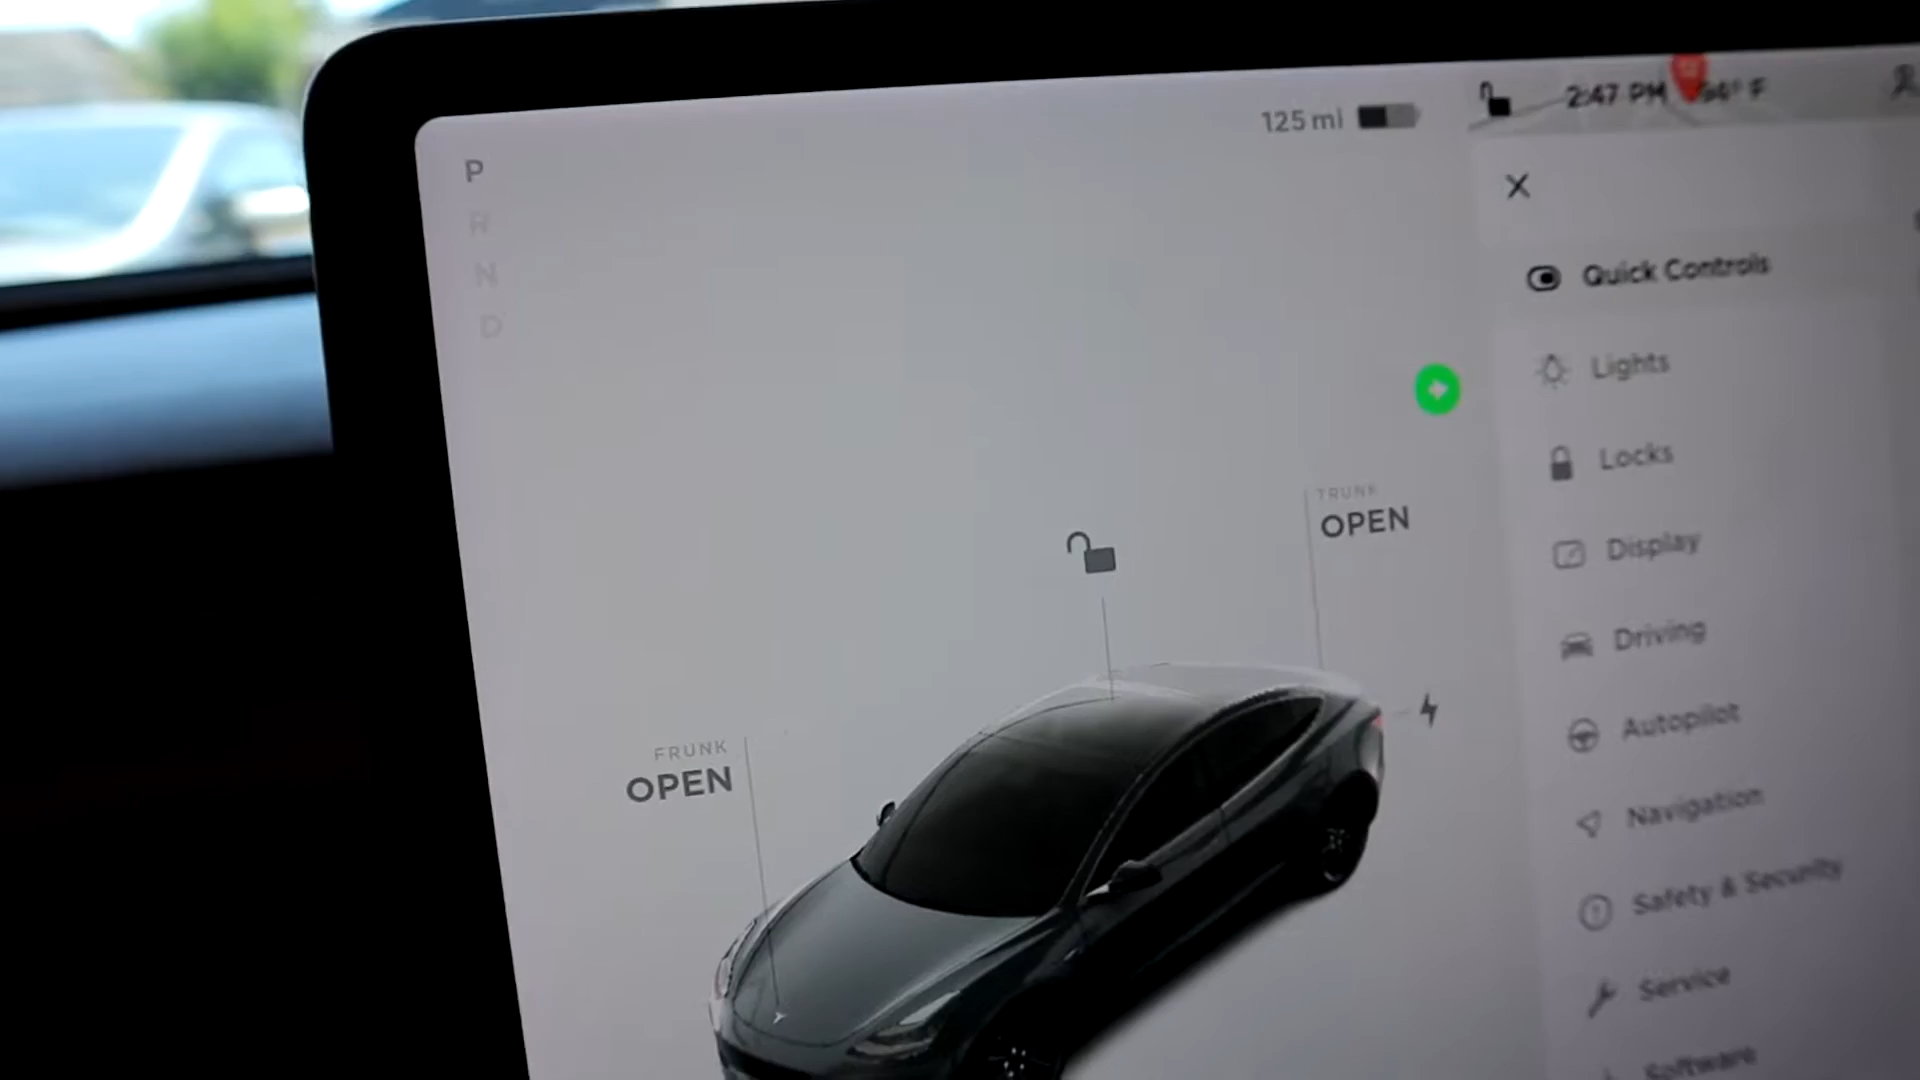 P
R
N
D
125 mi
2:47 PM
Quick Controls
Lights
Locks
Display
Driving
Autopilot
Navigation
Safety & Security
Service
Software
TRUNK
OPEN
FRUNK
OPEN